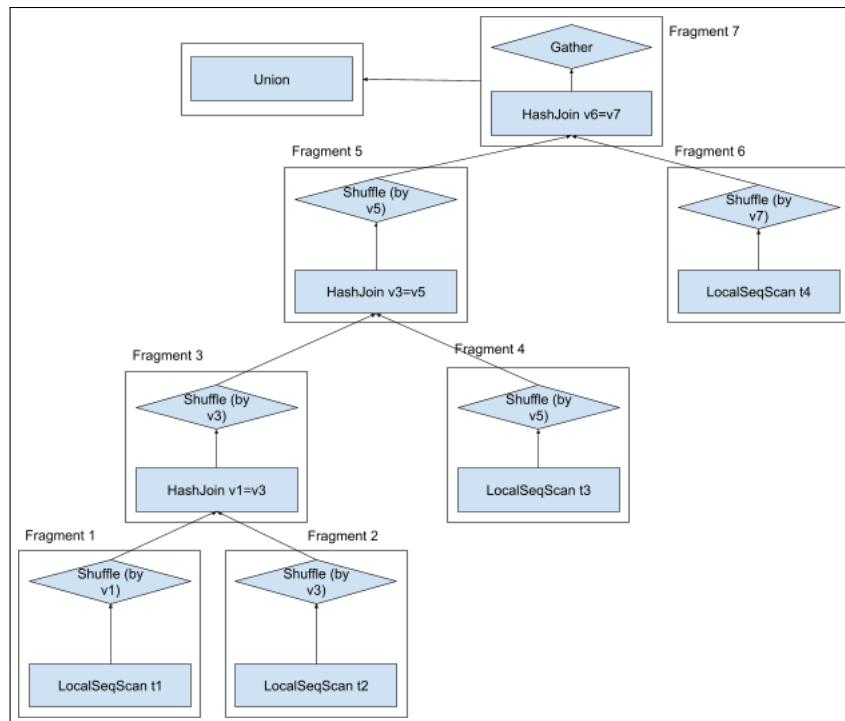 Fragment 7
Gather
Union
HashJoin v6=v7
Fragment 5
Fragment 6
Shuffle (by
v5)
Shuffle (by
v7)
HashJoin v3=v5
LocalSeqScan t4
Fragment 3
Fragment 4
Shuffle (by
v3)
Shuffle (by
v5)
HashJoin v1=v3
LocalSeqScan t3
Fragment 1
Fragment 2
Shuffle (by
v1)
Shuffle (by
v3)
LocalSeqScan t1
LocalSeqScan t2